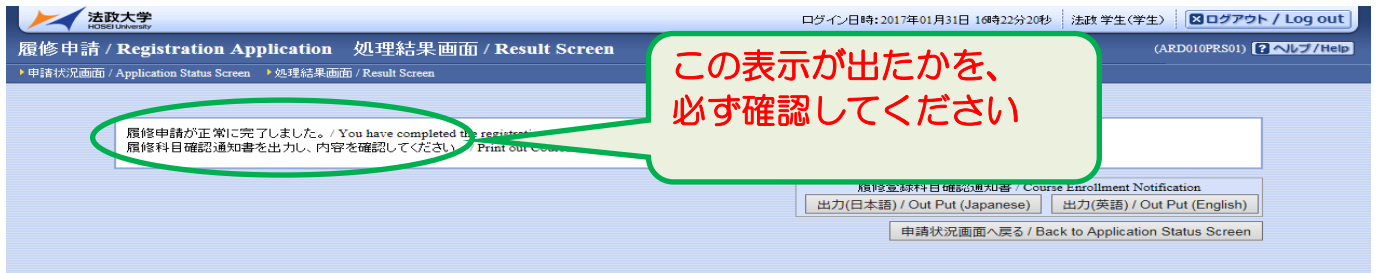 法政大学
HOSEI University
ログイン日時:2017年01月31日 16時22分20秒 法政 学生(学生) ログアウト / Log out
履修申請 / Registration Application 処理結果画面 / Result Screen
(ARD010PRS01) ? ヘルプ/Help
申請状況画面 / Application Status Screen 処理結果画面 / Result Screen
この表示が出たかを、
必ず確認してください
履修申請が正常に完了しました。 / You have completed the registration
履修科目確認通知書を出力し、内容を確認してください。 / Print out
履修登録科目確認通知書 / Course Enrollment Notification
出力(日本語) / Out Put (Japanese) 出力(英語) / Out Put (English)
申請状況画面へ戻る / Back to Application Status Screen